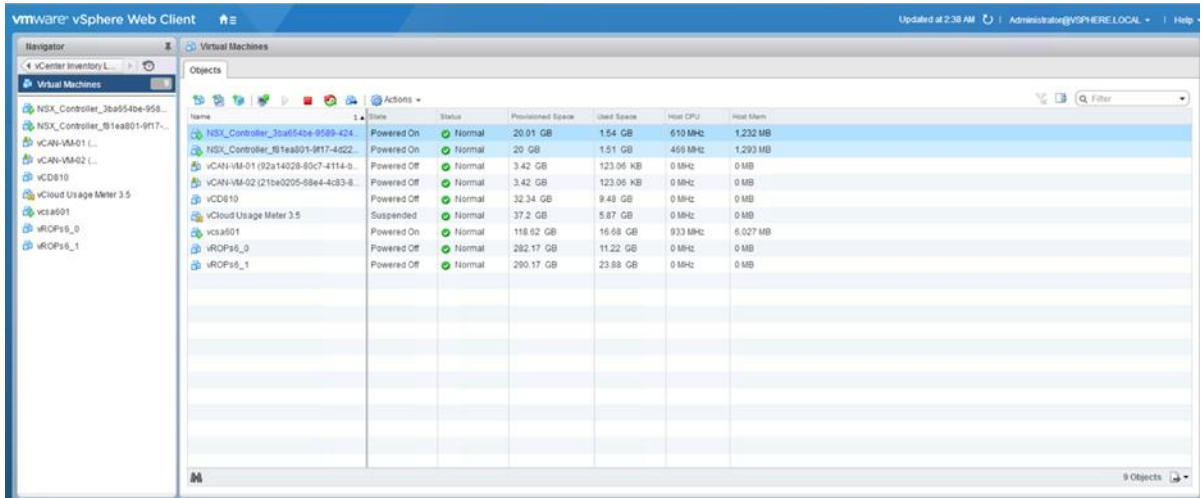 vmware® vSphere Web Client
Updated at 2:38 AM | Administrator@VSPHERE.LOCAL | Help
Navigator
Virtual Machines
vCenter Inventory L...
Objects
Virtual Machines 9
Actions
Filter
NSX_Controller_3ba654be-958...
NSX_Controller_f81ea801-9f17-...
vCAN-VM-01 (...
vCAN-VM-02 (...
vCD810
vCloud Usage Meter 3.5
vcsa601
vROPs6_0
vROPs6_1
Name 1 State Status Provisioned Space Used Space Host CPU Host Mem
NSX_Controller_3ba654be-9589-424... Powered On Normal 20.01 GB 1.54 GB 610 MHz 1,232 MB
NSX_Controller_f81ea801-9f17-4d22... Powered On Normal 20 GB 1.51 GB 466 MHz 1,293 MB
vCAN-VM-01 (92a14028-80c7-4114-b... Powered Off Normal 3.42 GB 123.06 KB 0 MHz 0 MB
vCAN-VM-02 (21be0205-68e4-4c83-8... Powered Off Normal 3.42 GB 123.06 KB 0 MHz 0 MB
vCD810 Powered Off Normal 32.34 GB 9.48 GB 0 MHz 0 MB
vCloud Usage Meter 3.5 Suspended Normal 37.2 GB 5.87 GB 0 MHz 0 MB
vcsa601 Powered On Normal 118.62 GB 16.68 GB 933 MHz 6,027 MB
vROPs6_0 Powered Off Normal 282.17 GB 11.22 GB 0 MHz 0 MB
vROPs6_1 Powered Off Normal 290.17 GB 23.88 GB 0 MHz 0 MB
9 Objects